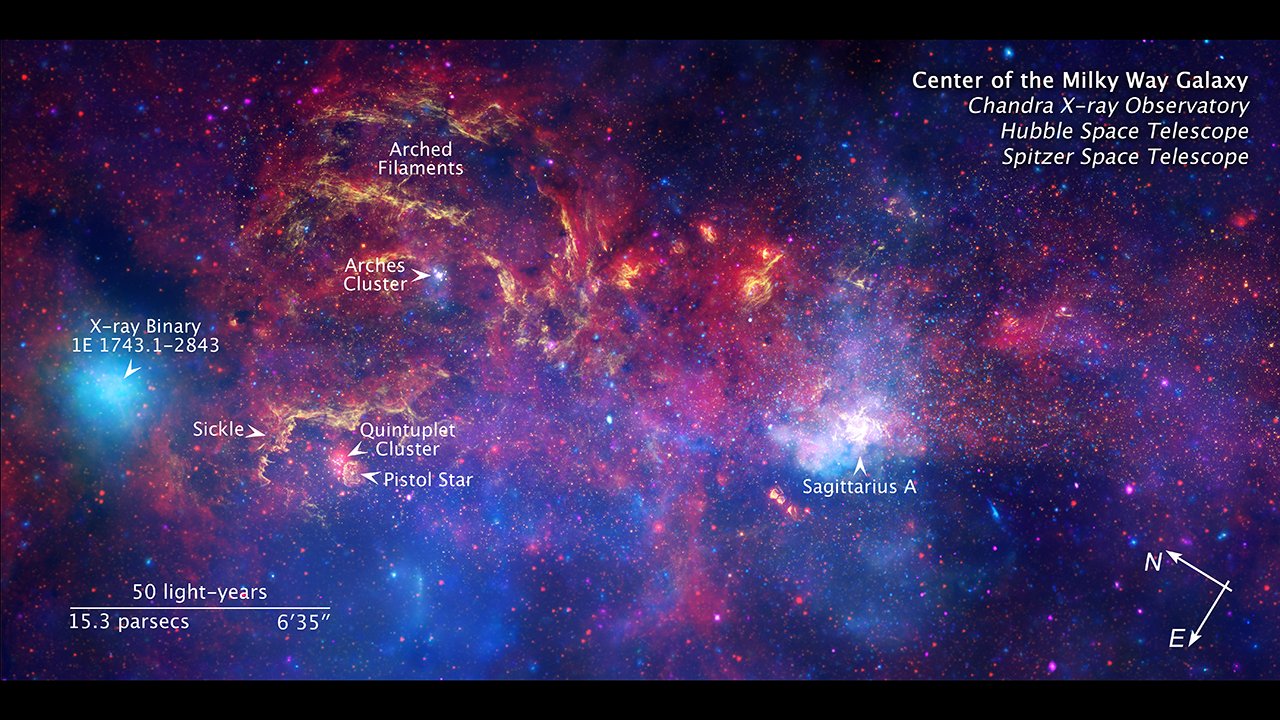 Center of the Milky Way Galaxy
Chandra X-ray Observatory
Hubble Space Telescope
Spitzer Space Telescope
Arched
Filaments
Arches
Cluster
X-ray Binary
1E 1743.1-2843
Sickle
Quintuplet
Cluster
Pistol Star
Sagittarius A
50 light-years
15.3 parsecs 6'35"
N
E